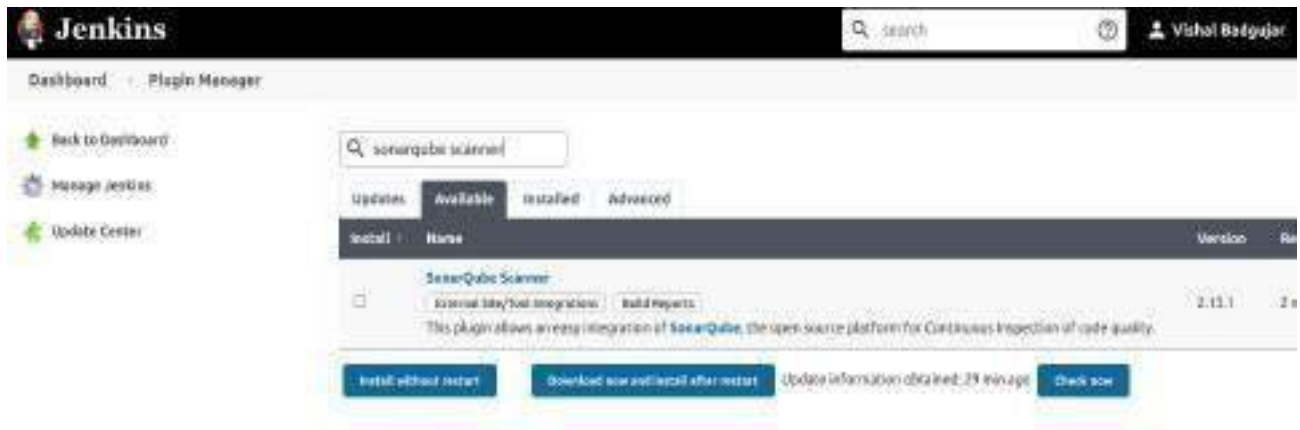 Jenkins
search
Vishal Badgujar
Dashboard
Plugin Manager
Back to Dashboard
Manage Jenkins
Update Center
sonarqube scanner
Updates
Available
Installed
Advanced
Install ↑ Name Version Re
SonarQube Scanner
External Site/Tool Integrations Build Reports
This plugin allows an easy integration of SonarQube, the open source platform for Continuous Inspection of code quality.
2 m
Install without restart
Download now and install after restart
Update information obtained: 29 min ago
Check now